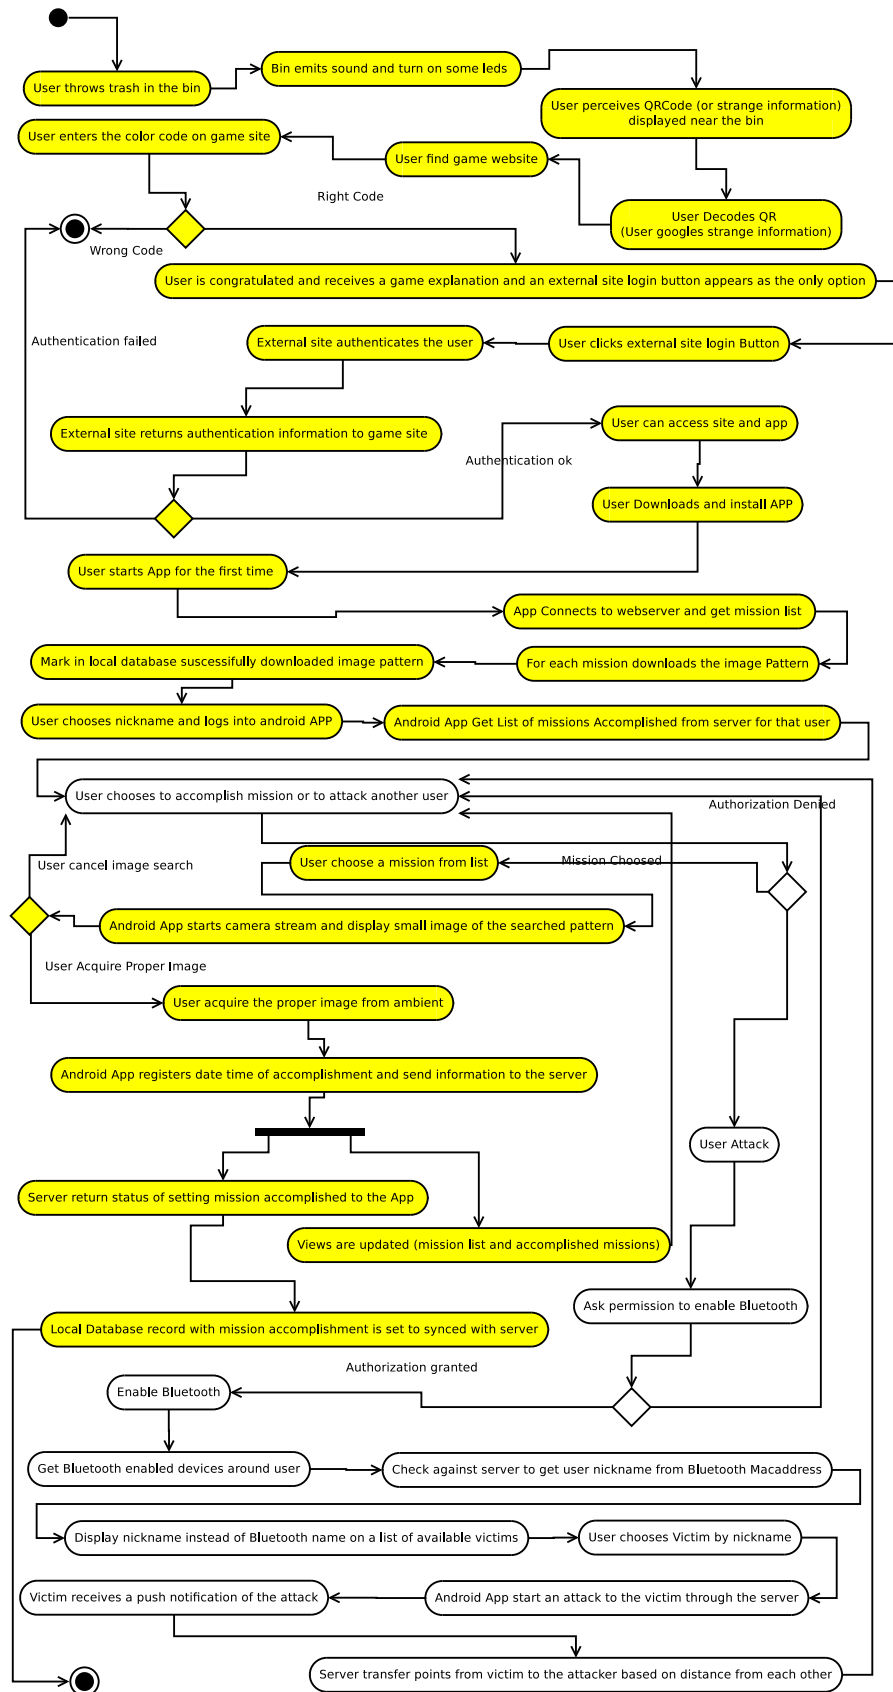 User throws trash in the bin
Bin emits sound and turn on some leds
User perceives QRCode (or strange information)
displayed near the bin
User enters the color code on game site
User find game website
Right Code
User Decodes QR
(User googles strange information)
Wrong Code
User is congratulated and receives a game explanation and an external site login button appears as the only option
Authentication failed
External site authenticates the user
User clicks external site login Button
External site returns authentication information to game site
User can access site and app
Authentication ok
User Downloads and install APP
User starts App for the first time
App Connects to webserver and get mission list
Mark in local database suscessfully downloaded image pattern
For each mission downloads the image Pattern
User chooses nickname and logs into android APP
Android App Get List of missions Accomplished from server for that user
User chooses to accomplish mission or to attack another user
Authorization Denied
User cancel image search
User choose a mission from list
Mission Choosed
Android App starts camera stream and display small image of the searched pattern
User Acquire Proper Image
User acquire the proper image from ambient
Android App registers date time of accomplishment and send information to the server
User Attack
Server return status of setting mission accomplished to the App
Views are updated (mission list and accomplished missions)
Ask permission to enable Bluetooth
Local Database record with mission accomplishment is set to synced with server
Authorization granted
Enable Bluetooth
Get Bluetooth enabled devices around user
Check against server to get user nickname from Bluetooth Macaddress
Display nickname instead of Bluetooth name on a list of available victims
User chooses Victim by nickname
Victim receives a push notification of the attack
Android App start an attack to the victim through the server
Server transfer points from victim to the attacker based on distance from each other